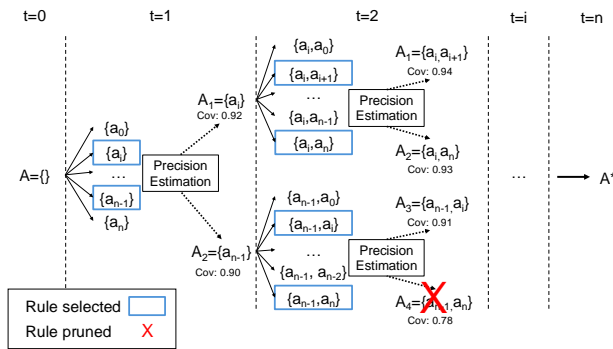 t=0
t=1
t=2
t=i
t=n
A={}
{a0}
{ai}
...
{an-1}
{an}
Precision
Estimation
A1={ai}
Cov: 0.92
A2={an-1}
Cov: 0.90
{ai,a0}
{ai,ai+1}
...
{ai,an-1}
{ai,an}
Precision
Estimation
A1={ai,ai+1}
Cov: 0.94
A2={ai,an}
Cov: 0.93
{an-1,a0}
{an-1,ai}
...
{an-1, an-2}
{an-1,an}
Precision
Estimation
A3={an-1,ai}
Cov: 0.91
A4={an-1,an}
X
Cov: 0.78
...
A*
Rule selected
Rule pruned X